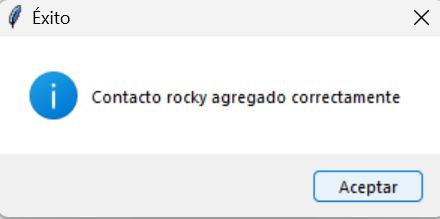 Éxito
Contacto rocky agregado correctamente
Aceptar